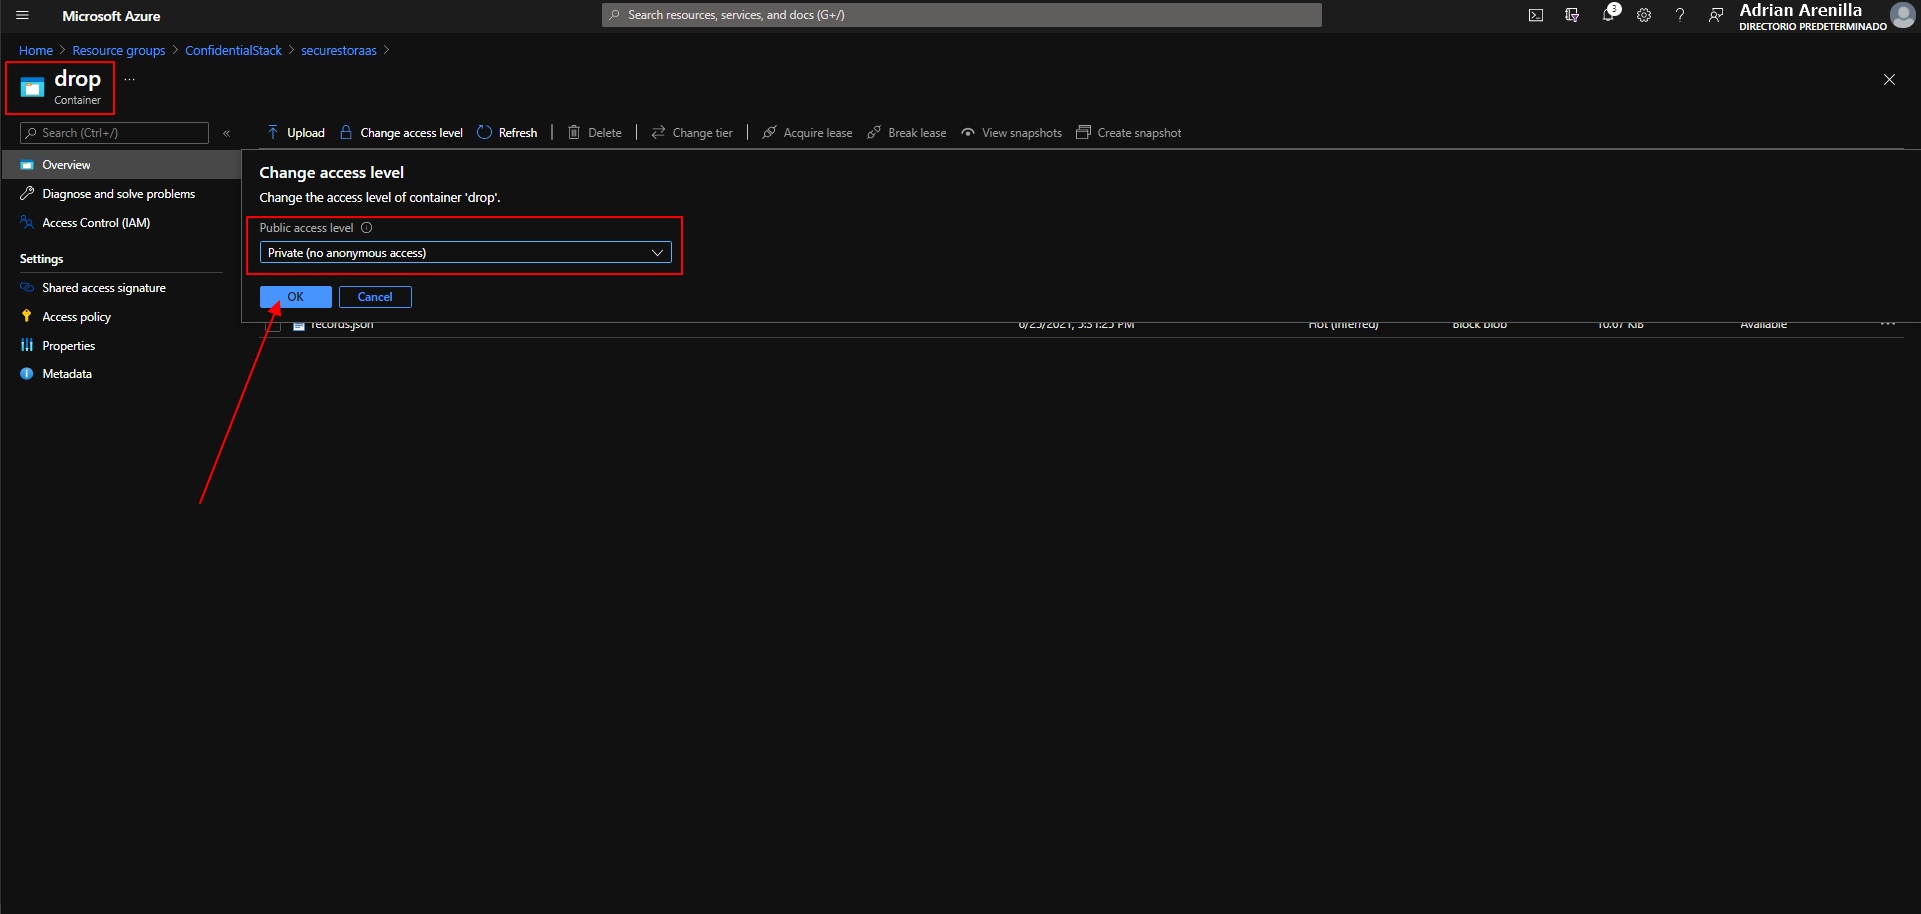 Microsoft Azure
Search resources, services, and docs (G+/)
3
Adrian Arenilla
DIRECTORIO PREDETERMINADO
Home > Resource groups > ConfidentialStack > securestoraas >
drop ...
Container
Search (Ctrl+/)
«
Upload
Change access level
Refresh
Delete
Change tier
Acquire lease
Break lease
View snapshots
Create snapshot
Overview
Diagnose and solve problems
Access Control (IAM)
Settings
Shared access signature
Access policy
Properties
Metadata
Change access level
Change the access level of container 'drop'.
Public access level
Private (no anonymous access)
OK
Cancel
records.json 6/25/2021, 5:31:25 PM Hot (Inferred) Block blob 10.67 KiB Available ...